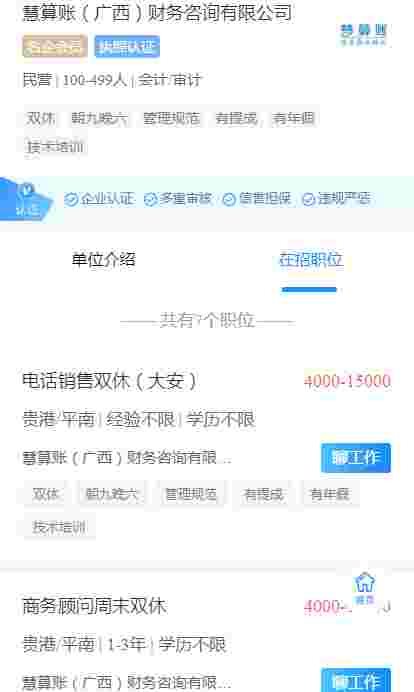 慧算账（广西）财务咨询有限公司
慧算账
名企会员 执照认证
民营 | 100-499人 | 会计/审计
双休 朝九晚六 管理规范 有提成 有年假
技术培训
认证 企业认证 多重审核 信誉担保 违规严惩
单位介绍 在招职位
共有7个职位
电话销售双休（大安） 4000-15000
贵港/平南 | 经验不限 | 学历不限
慧算账（广西）财务咨询有限... 聊工作
双休 朝九晚六 管理规范 有提成 有年假
技术培训
商务顾问周末双休 4000-
首页
贵港/平南 | 1-3年 | 学历不限
慧算账（广西）财务咨询有限... 聊工作